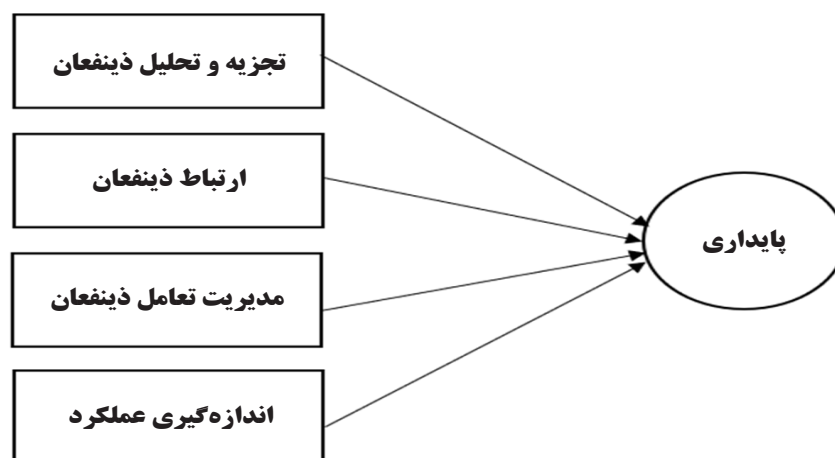 تجزیه و تحلیل ذینفعان
ارتباط ذینفعان
مدیریت تعامل ذینفعان
اندازه‌گیری عملکرد
پایداری